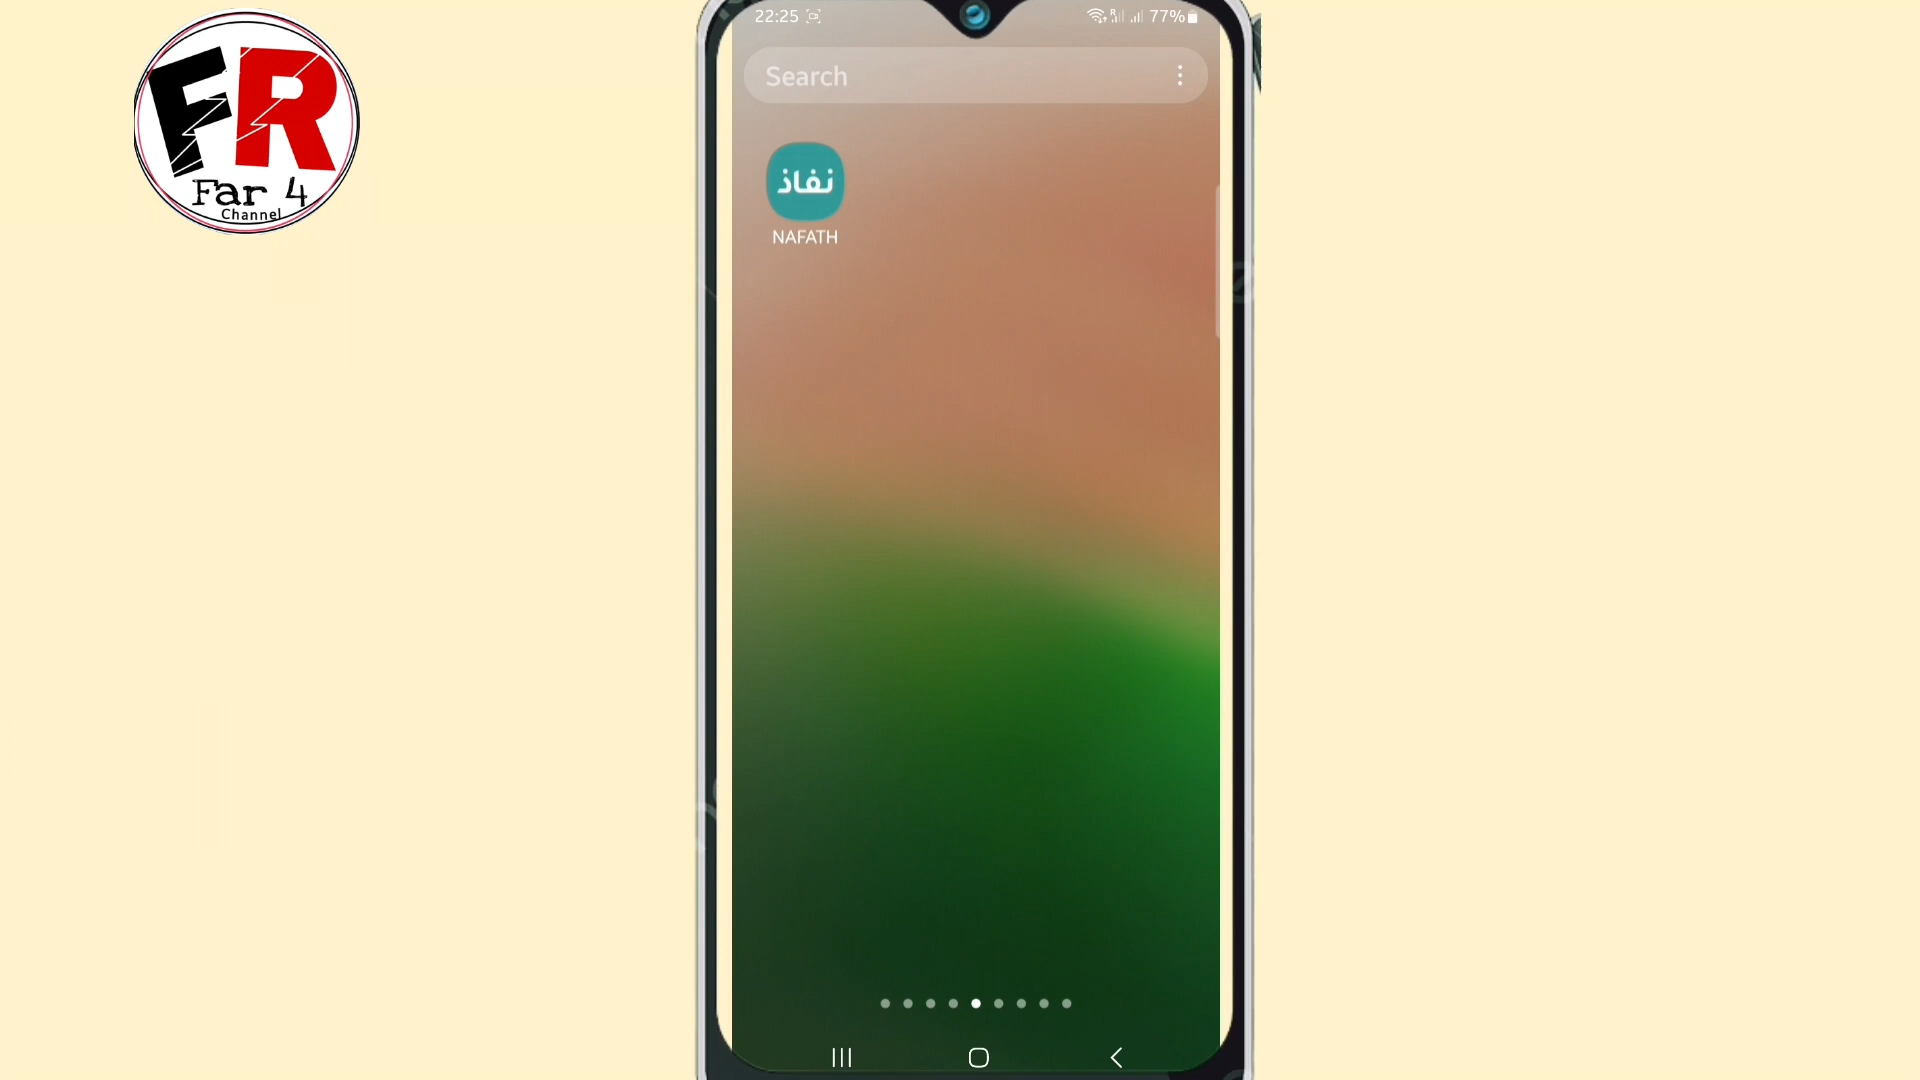 FR
Far 4
Channel
22:25
77%
Search
نفاذ
NAFATH